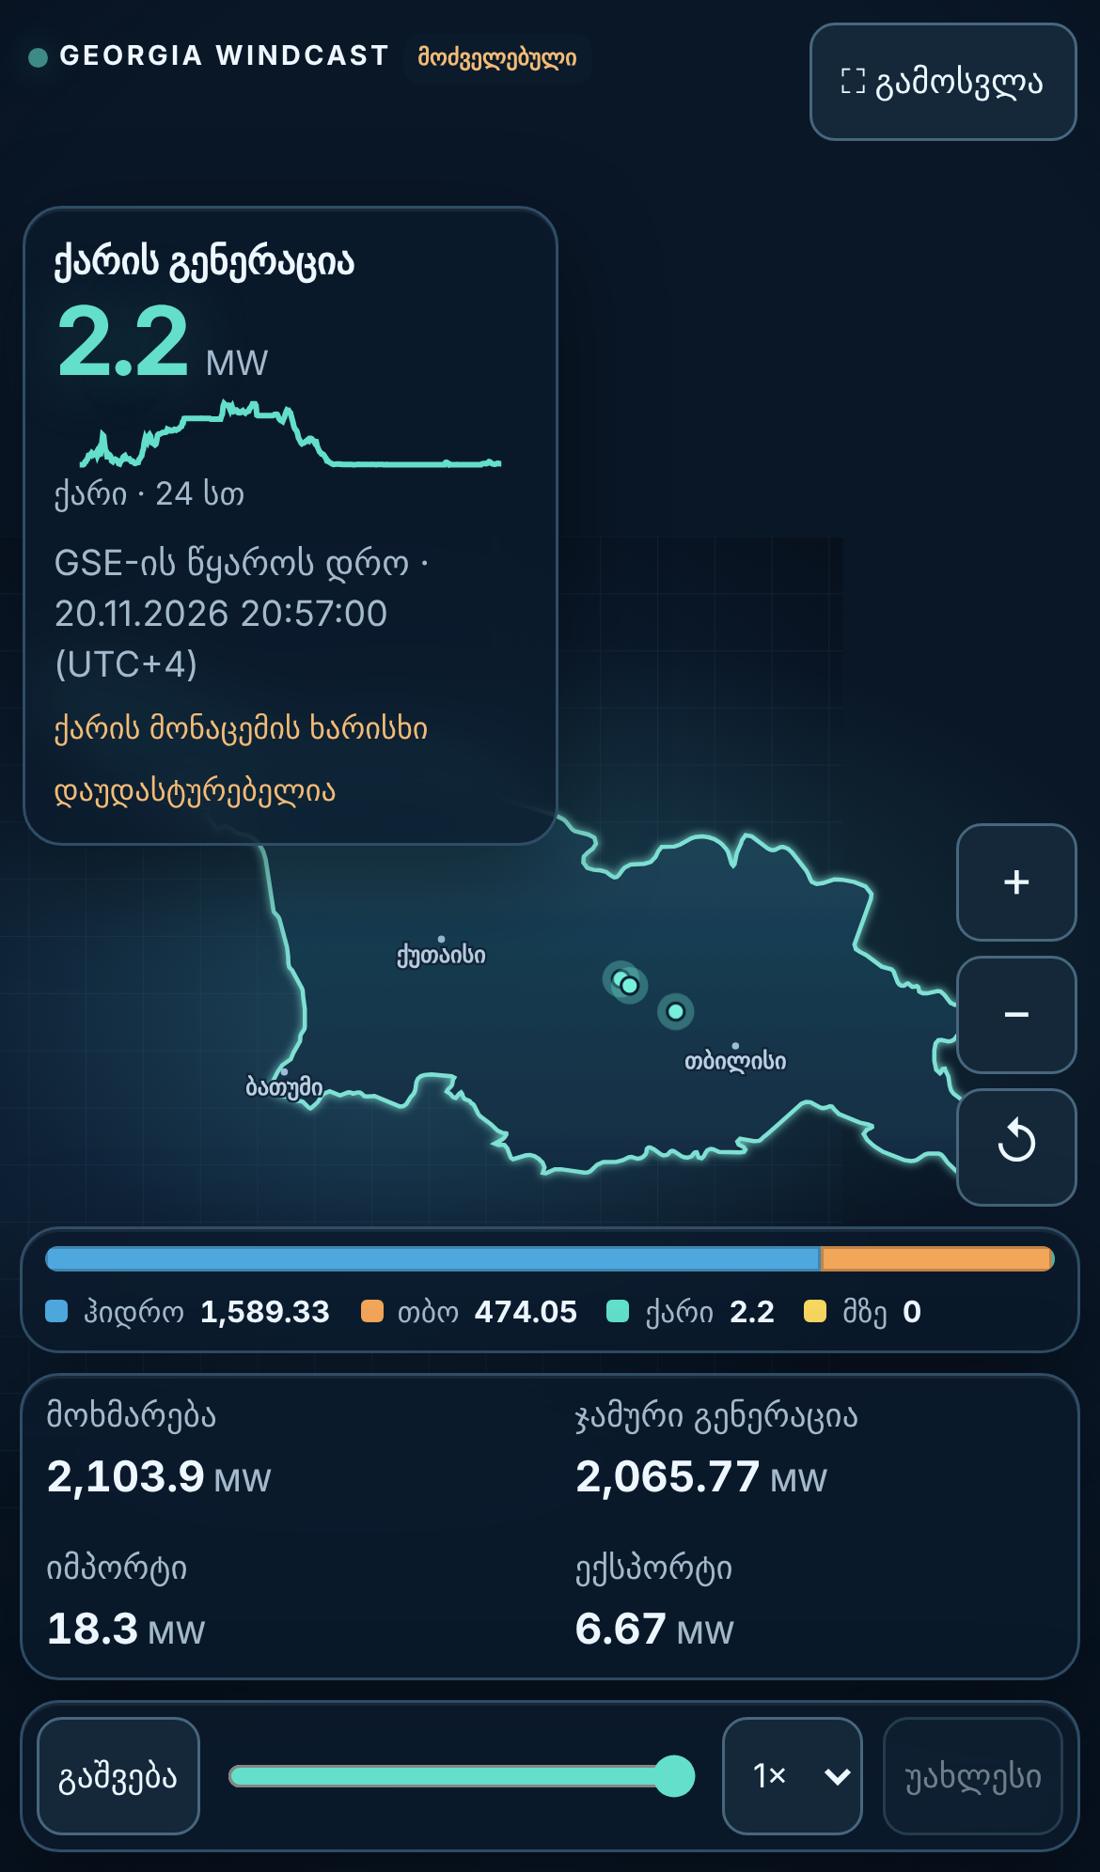 GEORGIA WINDCAST
მოძველებული
გამოსვლა
ქარის გენერაცია
2.2 MW
ქარი · 24 სთ
GSE-ის წყაროს დრო ·
20.11.2026 20:57:00
(UTC+4)
ქარის მონაცემის ხარისხი
დაუდასტურებელია
ქუთაისი
თბილისი
ბათუმი
+
−
ჰიდრო 1,589.33 თბო 474.05 ქარი 2.2 მზე 0
მოხმარება
2,103.9 MW
ჯამური გენერაცია
2,065.77 MW
იმპორტი
18.3 MW
ექსპორტი
6.67 MW
გაშვება
1×
უახლესი